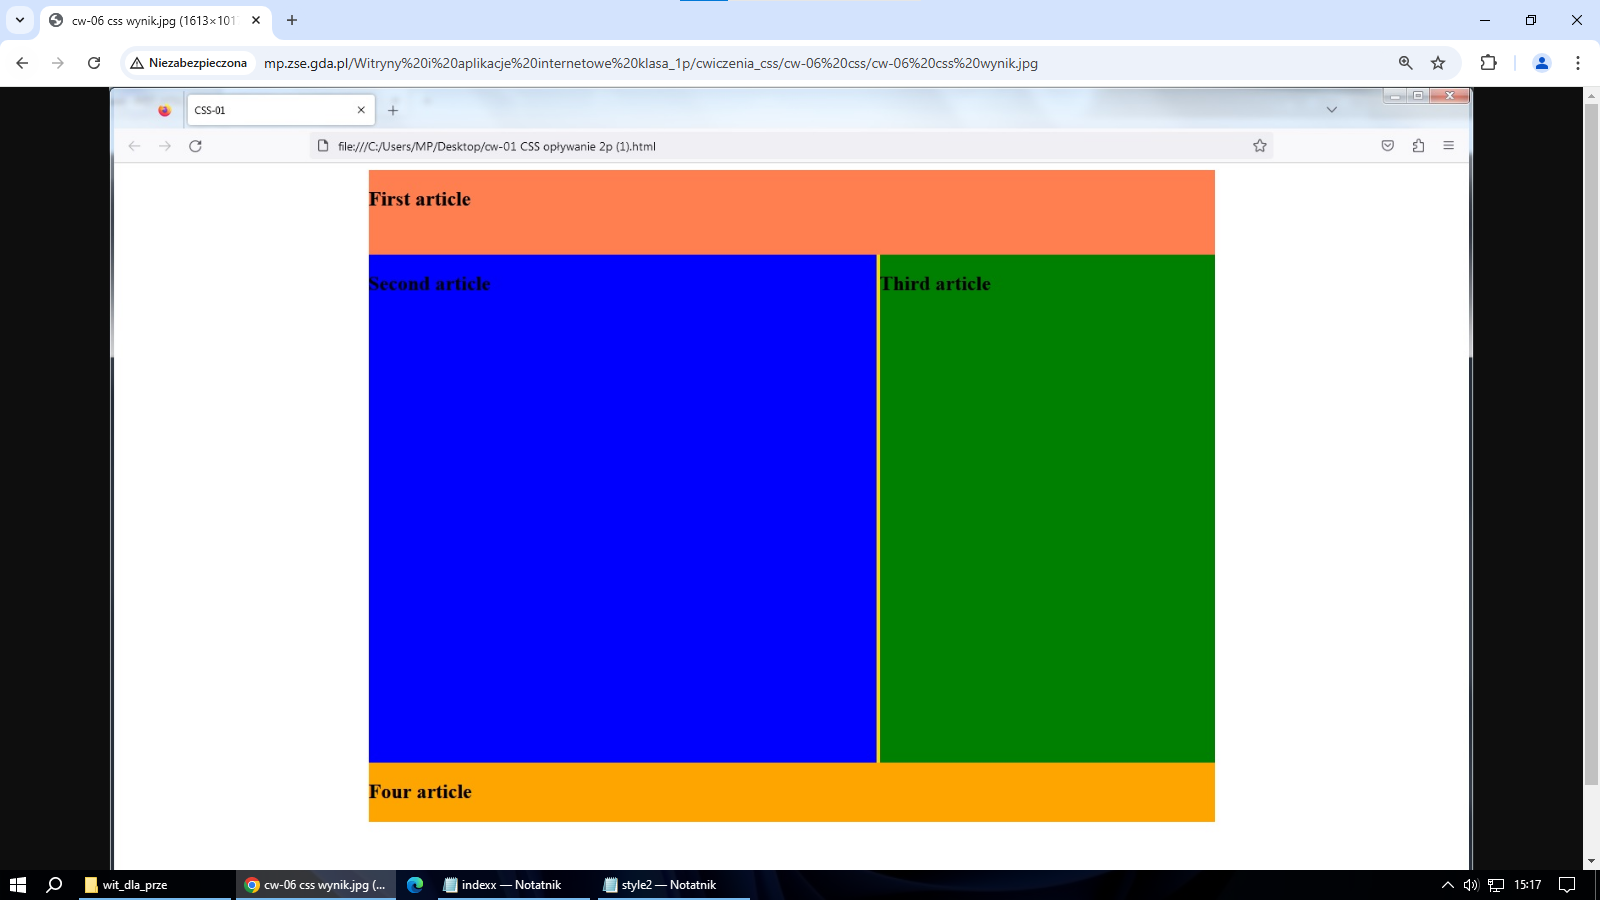 cw-06 css wynik.jpg (1613×101
Niezabezpieczona
mp.zse.gda.pl/Witryny%20i%20aplikacje%20internetowe%20klasa_1p/cwiczenia_css/cw-06%20css/cw-06%20css%20wynik.jpg
CSS-01
file:///C:/Users/MP/Desktop/cw-01 CSS opływanie 2p (1).html
First article
Second article
Third article
Four article
wit_dla_prze
cw-06 css wynik.jpg (...
indexx — Notatnik
style2 — Notatnik
15:17